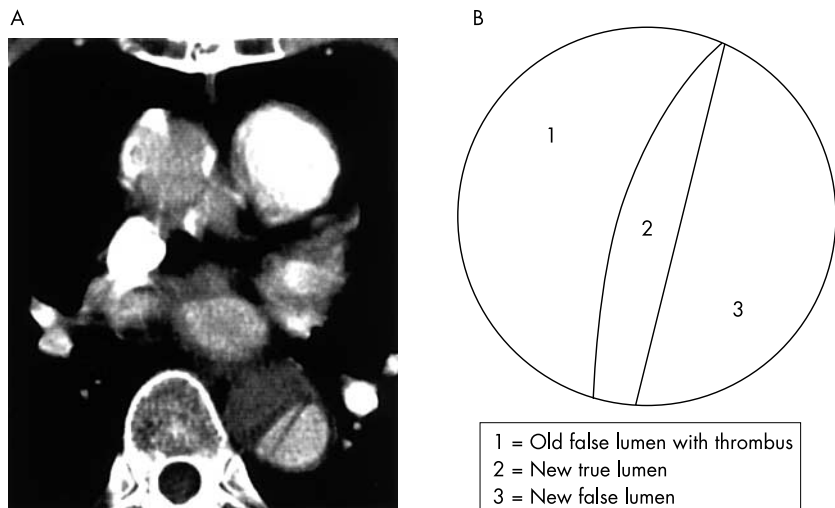 A
B
1
2
3
1 = Old false lumen with thrombus
2 = New true lumen
3 = New false lumen